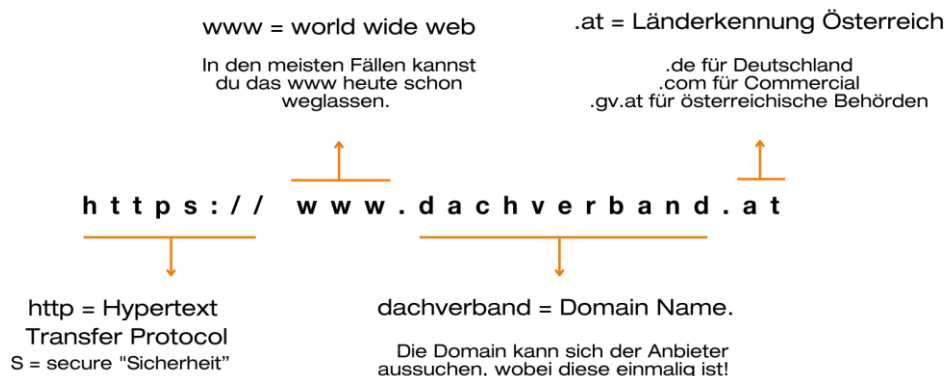 www = world wide web
In den meisten Fällen kannst
du das www heute schon
weglassen.
.at = Länderkennung Österreich
.de für Deutschland
.com für Commercial
.gv.at für österreichische Behörden
https:// www.dachverband.at
http = Hypertext
Transfer Protocol
S = secure "Sicherheit"
dachverband = Domain Name.
Die Domain kann sich der Anbieter
aussuchen, wobei diese einmalig ist!